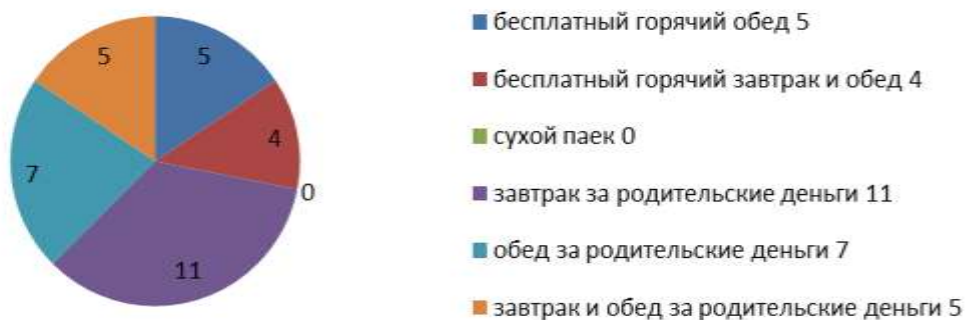 5
5
4
0
7
11
бесплатный горячий обед 5
бесплатный горячий завтрак и обед 4
сухой паек 0
завтрак за родительские деньги 11
обед за родительские деньги 7
завтрак и обед за родительские деньги 5